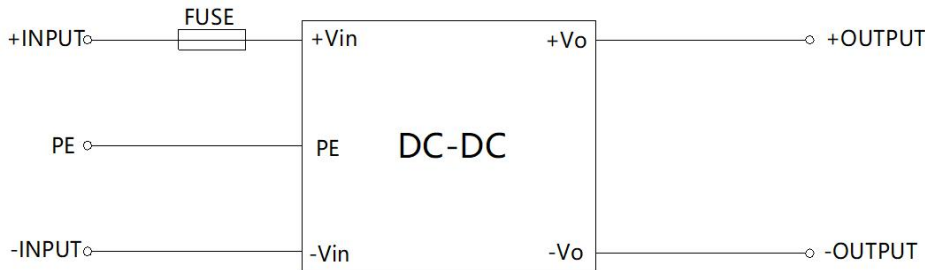 FUSE
+INPUT +Vin +Vo +OUTPUT
PE PE DC-DC
-INPUT -Vin -Vo -OUTPUT